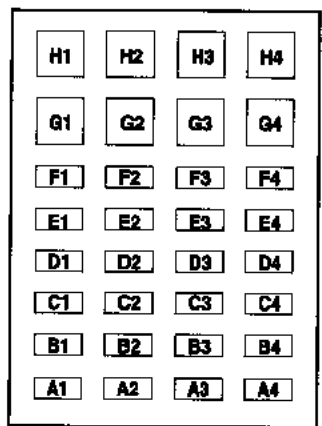 H1 H2 H3 H4
G1 G2 G3 G4
F1 F2 F3 F4
E1 E2 E3 E4
D1 D2 D3 D4
C1 C2 C3 C4
B1 B2 B3 B4
A1 A2 A3 A4